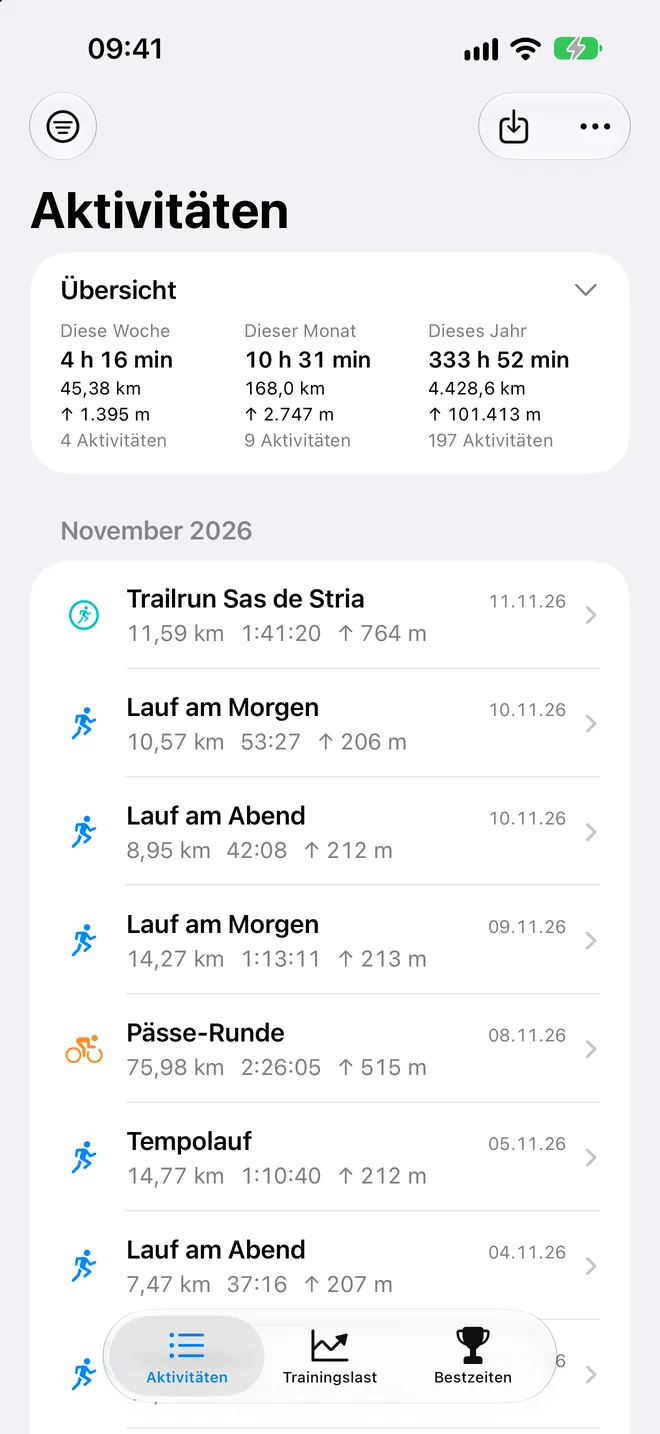 09:41
Aktivitäten
Übersicht
Diese Woche Dieser Monat Dieses Jahr
4 h 16 min 10 h 31 min 333 h 52 min
45,38 km 168,0 km 4.428,6 km
↑ 1.395 m ↑ 2.747 m ↑ 101.413 m
4 Aktivitäten 9 Aktivitäten 197 Aktivitäten
November 2026
Trailrun Sas de Stria 11.11.26
11,59 km 1:41:20 ↑ 764 m
Lauf am Morgen 10.11.26
10,57 km 53:27 ↑ 206 m
Lauf am Abend 10.11.26
8,95 km 42:08 ↑ 212 m
Lauf am Morgen 09.11.26
14,27 km 1:13:11 ↑ 213 m
Pässe-Runde 08.11.26
75,98 km 2:26:05 ↑ 515 m
Tempolauf 05.11.26
14,77 km 1:10:40 ↑ 212 m
Lauf am Abend 04.11.26
7,47 km 37:16 ↑ 207 m
6
Aktivitäten Trainingslast Bestzeiten